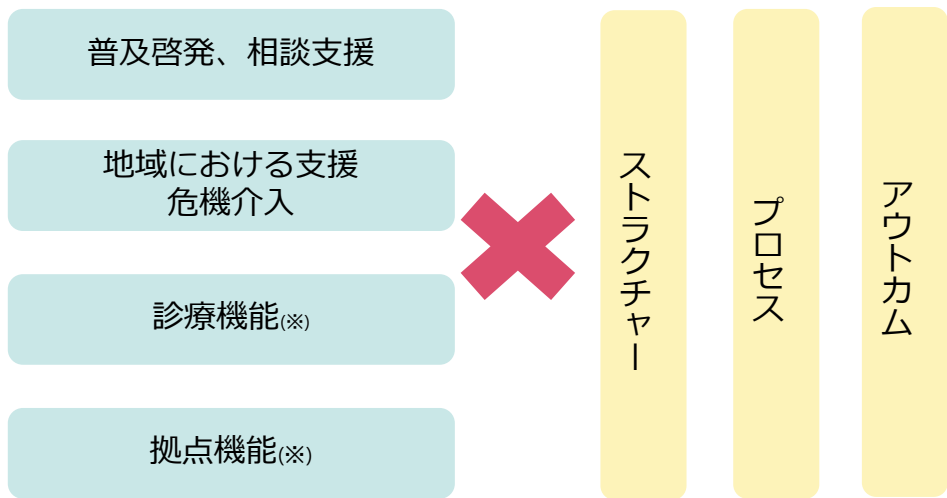 普及啓発、相談支援
地域における支援
危機介入
診療機能(※)
拠点機能(※)
ストラクチャー
プロセス
アウトカム